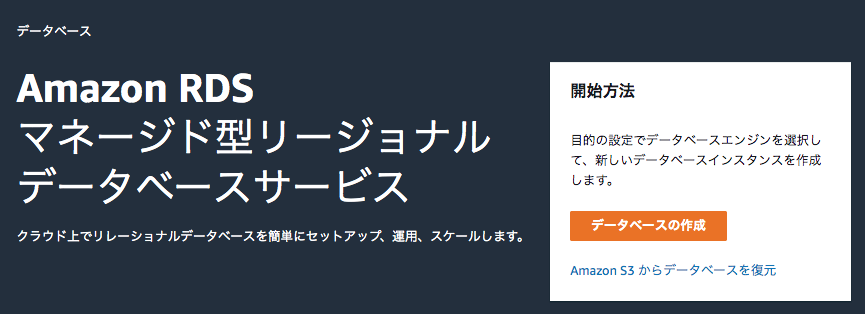 データベース
Amazon RDS
マネージド型リージョナル
データベースサービス
クラウド上でリレーショナルデータベースを簡単にセットアップ、運用、スケールします。
開始方法
目的の設定でデータベースエンジンを選択し
て、新しいデータベースインスタンスを作成
します。
データベースの作成
Amazon S3 からデータベースを復元